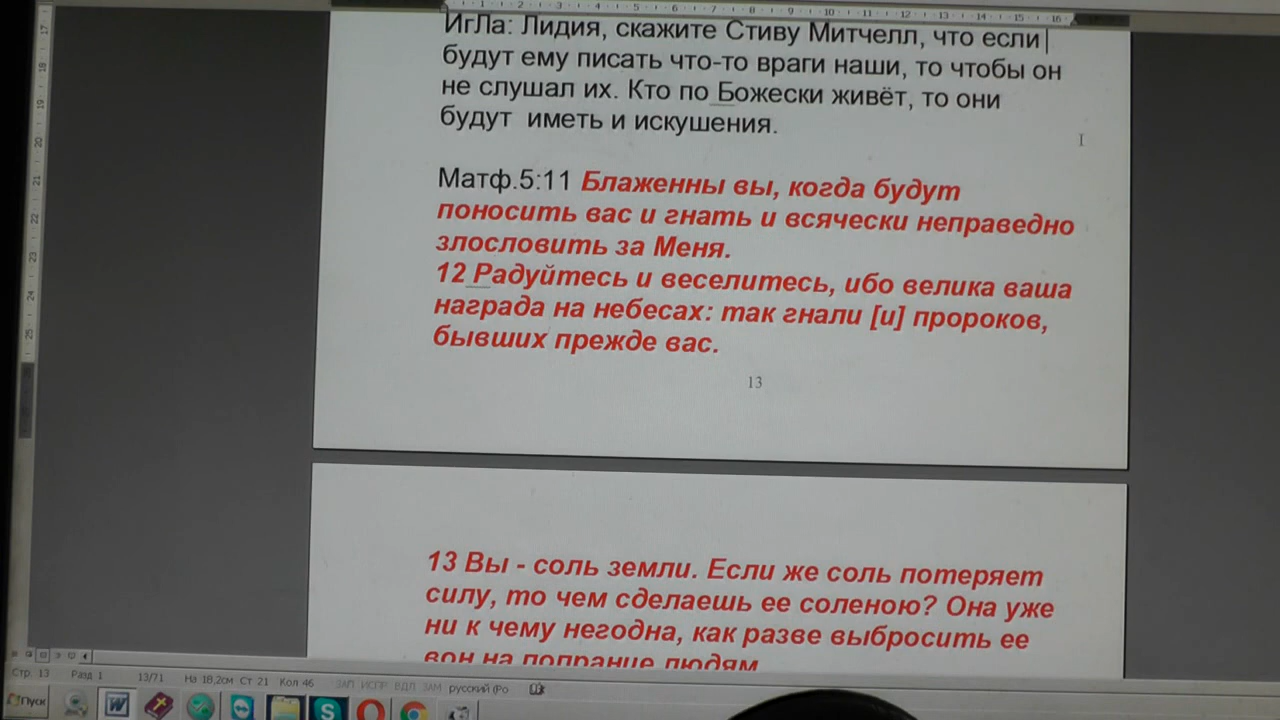 ИгЛа: Лидия, скажите Стиву Митчелл, что если
будут ему писать что-то враги наши, то чтобы он
не слушал их. Кто по Божески живёт, то они
будут иметь и искушения.
Матф.5:11 Блаженны вы, когда будут
поносить вас и гнать и всячески неправедно
злословить за Меня.
12 Радуйтесь и веселитесь, ибо велика ваша
награда на небесах: так гнали [и] пророков,
бывших прежде вас.
13
13 Вы - соль земли. Если же соль потеряет
силу, то чем сделаешь ее соленою? Она уже
ни к чему негодна, как разве выбросить ее
вон на попрание людям
Стр. 13 Разд 1 13/71 На 18,2см Ст 21 Кол 46 ЗАП ИСПР ВДЛ ЗАМ русский (Ро
Пуск